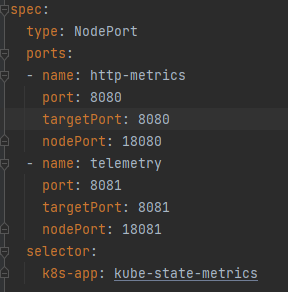 spec:
  type: NodePort
  ports:
  - name: http-metrics
    port: 8080
    targetPort: 8080
    nodePort: 18080
  - name: telemetry
    port: 8081
    targetPort: 8081
    nodePort: 18081
  selector:
    k8s-app: kube-state-metrics